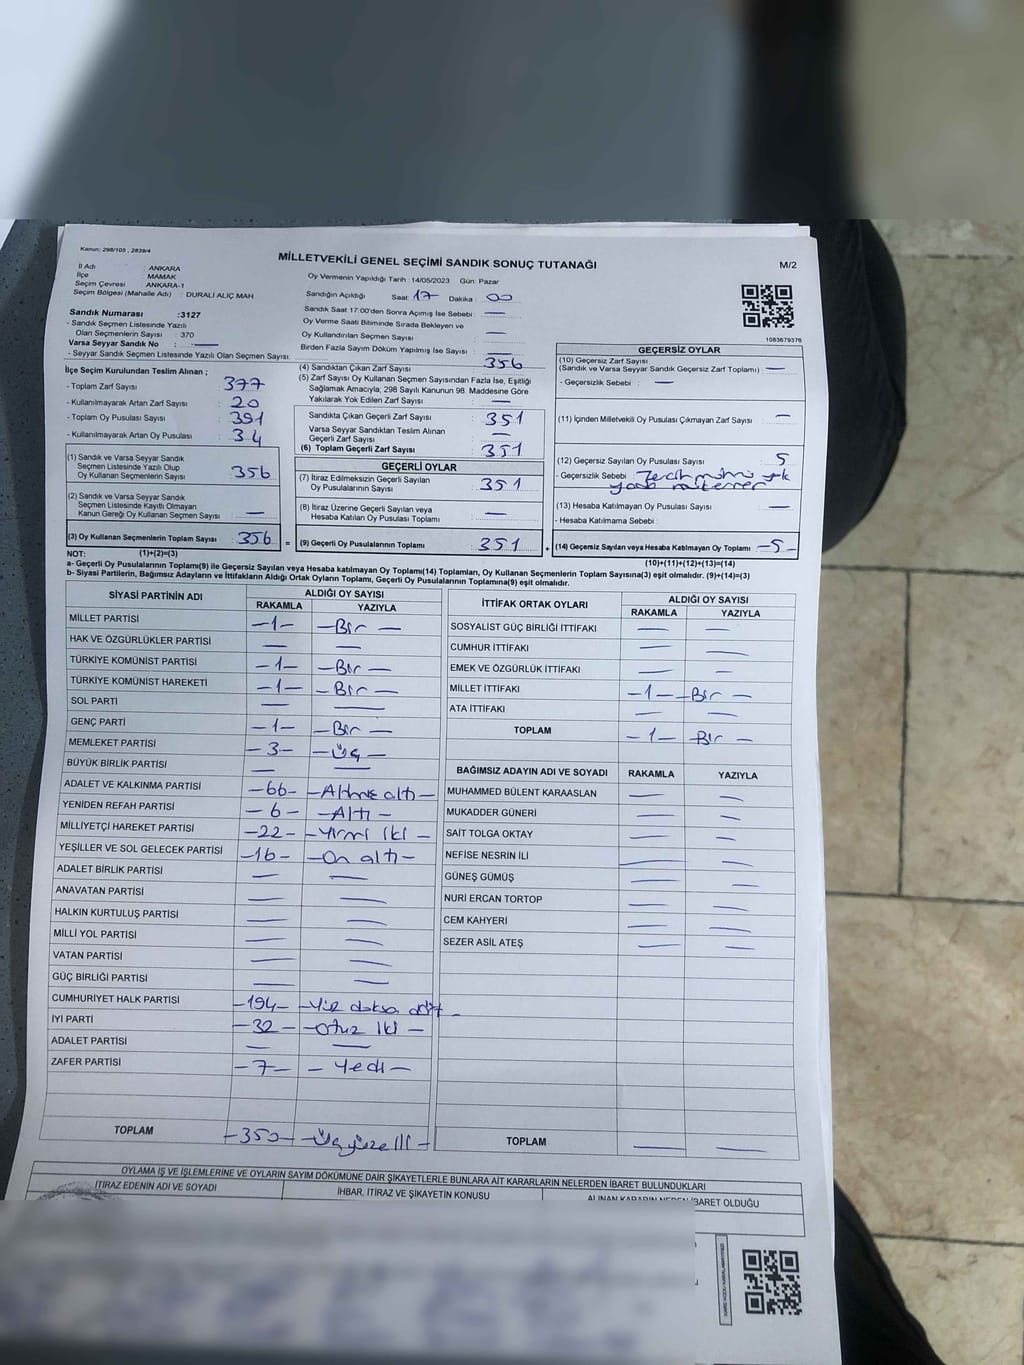 Kanun; 298/105 , 2839/4
MİLLETVEKİLİ GENEL SEÇİMİ SANDIK SONUÇ TUTANAĞI
M/2
İl Adı : ANKARA
İlçe : MAMAK
Seçim Çevresi : ANKARA-1
Seçim Bölgesi (Mahalle Adı) : DURALİ ALIÇ MAH.
Oy Vermenin Yapıldığı Tarih : 14/05/2023 Gün: Pazar
Sandığın Açıldığı Saat: 17 Dakika : 00
Sandık Saat 17:00'den Sonra Açılmış İse Sebebi : —
Oy Verme Saati Bitiminde Sırada Bekleyen ve
Oy Kullandırılan Seçmen Sayısı —
Birden Fazla Sayım Döküm Yapılmış İse Sayısı : —
Sandık Numarası :3127
- Sandık Seçmen Listesinde Yazılı
Olan Seçmenlerin Sayısı : 370
Varsa Seyyar Sandık No : —
- Seyyar Sandık Seçmen Listesinde Yazılı Olan Seçmen Sayısı:
1083679376
İlçe Seçim Kurulundan Teslim Alınan ;
- Toplam Zarf Sayısı : 377
- Kullanılmayarak Artan Zarf Sayısı : 20
- Toplam Oy Pusulası Sayısı : 391
- Kullanılmayarak Artan Oy Pusulası : 34
(1) Sandık ve Varsa Seyyar Sandık
Seçmen Listesinde Yazılı Olup
Oy Kullanan Seçmenlerin Sayısı 356
(2) Sandık ve Varsa Seyyar Sandık
Seçmen Listesinde Kayıtlı Olmayan
Kanun Gereği Oy Kullanan Seçmen Sayısı —
(3) Oy Kullanan Seçmenlerin Toplam Sayısı 356 =
(4) Sandıktan Çıkan Zarf Sayısı 356
(5) Zarf Sayısı Oy Kullanan Seçmen Sayısından Fazla İse, Eşitliği
Sağlamak Amacıyla; 298 Sayılı Kanunun 98. Maddesine Göre
Yakılarak Yok Edilen Zarf Sayısı —
Sandıkta Çıkan Geçerli Zarf Sayısı 351
Varsa Seyyar Sandıktan Teslim Alınan
Geçerli Zarf Sayısı —
(6) Toplam Geçerli Zarf Sayısı 351
GEÇERLİ OYLAR
(7) İtiraz Edilmeksizin Geçerli Sayılan
Oy Pusulalarının Sayısı 351
(8) İtiraz Üzerine Geçerli Sayılan veya
Hesaba Katılan Oy Pusulası Toplamı —
(9) Geçerli Oy Pusulalarının Toplamı 351 +
GEÇERSİZ OYLAR
(10) Geçersiz Zarf Sayısı
(Sandık ve Varsa Seyyar Sandık Geçersiz Zarf Toplamı) —
- Geçersizlik Sebebi : —
(11) İçinden Milletvekili Oy Pusulası Çıkmayan Zarf Sayısı —
(12) Geçersiz Sayılan Oy Pusulası Sayısı 5
- Geçersizlik Sebebi
(13) Hesaba Katılmayan Oy Pusulası Sayısı —
- Hesaba Katılmama Sebebi :
(14) Geçersiz Sayılan veya Hesaba Katılmayan Oy Toplamı -5-
NOT: (1)+(2)=(3) (10)+(11)+(12)+(13)=(14)
a- Geçerli Oy Pusulalarının Toplamı(9) ile Geçersiz Sayılan veya Hesaba katılmayan Oy Toplamı(14) Toplamları, Oy Kullanan Seçmenlerin Toplam Sayısına(3) eşit olmalıdır. (9)+(14)=(3)
b- Siyasi Partilerin, Bağımsız Adayların ve İttifakların Aldığı Ortak Oyların Toplamı, Geçerli Oy Pusulalarının Toplamına(9) eşit olmalıdır.
SİYASİ PARTİNİN ADI ALDIĞI OY SAYISI
RAKAMLA YAZIYLA
MİLLET PARTİSİ -1- -Bir-
HAK VE ÖZGÜRLÜKLER PARTİSİ — —
TÜRKİYE KOMÜNİST PARTİSİ -1- -Bir-
TÜRKİYE KOMÜNİST HAREKETİ -1- -Bir-
SOL PARTİ — —
GENÇ PARTİ -1- -Bir-
MEMLEKET PARTİSİ -3- -Üç-
BÜYÜK BİRLİK PARTİSİ — —
ADALET VE KALKINMA PARTİSİ -66- -Altmış altı-
YENİDEN REFAH PARTİSİ -6- -Altı-
MİLLİYETÇİ HAREKET PARTİSİ -22- -Yirmi iki-
YEŞİLLER VE SOL GELECEK PARTİSİ -16- -On altı-
ADALET BİRLİK PARTİSİ — —
ANAVATAN PARTİSİ — —
HALKIN KURTULUŞ PARTİSİ — —
MİLLİ YOL PARTİSİ — —
VATAN PARTİSİ — —
GÜÇ BİRLİĞİ PARTİSİ — —
CUMHURİYET HALK PARTİSİ -194- -Yüz doksan dört-
İYİ PARTİ -32- -Otuz iki-
ADALET PARTİSİ — —
ZAFER PARTİSİ -7- -Yedi-
TOPLAM -350- -Üçyüzelli-
İTTİFAK ORTAK OYLARI ALDIĞI OY SAYISI
RAKAMLA YAZIYLA
SOSYALİST GÜÇ BİRLİĞİ İTTİFAKI — —
CUMHUR İTTİFAKI — —
EMEK VE ÖZGÜRLÜK İTTİFAKI — —
MİLLET İTTİFAKI -1- -Bir-
ATA İTTİFAKI — —
TOPLAM -1- -Bir-
BAĞIMSIZ ADAYIN ADI VE SOYADI RAKAMLA YAZIYLA
MUHAMMED BÜLENT KARAASLAN — —
MUKADDER GÜNERİ — —
SAİT TOLGA OKTAY — —
NEFİSE NESRİN İLİ — —
GÜNEŞ GÜMÜŞ — —
NURİ ERCAN TORTOP — —
CEM KAHYERİ — —
SEZER ASİL ATEŞ — —
TOPLAM — —
OYLAMA İŞ VE İŞLEMLERİNE VE OYLARIN SAYIM DÖKÜMÜNE DAİR ŞİKAYETLERLE BUNLARA AİT KARARLARIN NELERDEN İBARET BULUNDUKLARI
İTİRAZ EDENİN ADI VE SOYADI İHBAR, İTİRAZ VE ŞİKAYETİN KONUSU ALINAN KARARIN NEDEN İBARET OLDUĞU